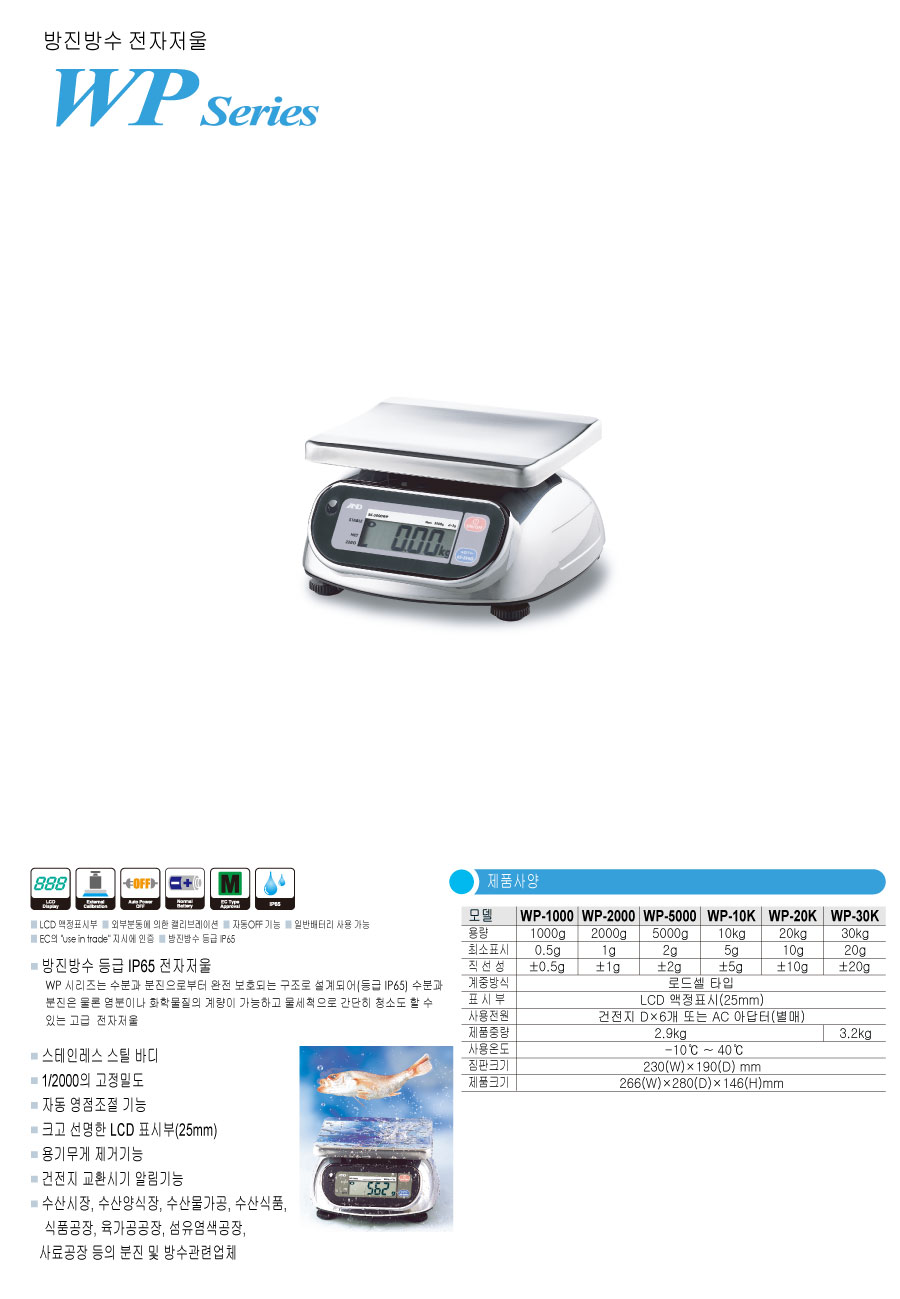 방진방수 전자저울
WP Series
AND
STABLE
NET
ZERO
0.00 kg
888
LCD
Display
External
Calibration
OFF
Auto Power
OFF
Normal
Battery
M
EC Type
Approval
IP65
LCD 액정표시부 외부분동에 의한 캘리브레이션 자동OFF 기능 일반배터리 사용 가능
EC의 "use in trade" 지시에 인증 방진방수 등급 IP65
방진방수 등급 IP65 전자저울
WP 시리즈는 수분과 분진으로부터 완전 보호되는 구조로 설계되어(등급 IP65) 수분과
분진은 물론 염분이나 화학물질의 계량이 가능하고 물세척으로 간단히 청소도 할 수
있는 고급 전자저울
스테인레스 스틸 바디
1/2000의 고정밀도
자동 영점조절 기능
크고 선명한 LCD 표시부(25mm)
용기무게 제거기능
건전지 교환시기 알림기능
수산시장, 수산양식장, 수산물가공, 수산식품,
식품공장, 육가공공장, 섬유염색공장,
사료공장 등의 분진 및 방수관련업체
562
제품사양
모델 WP-1000 WP-2000 WP-5000 WP-10K WP-20K WP-30K
용량 1000g 2000g 5000g 10kg 20kg 30kg
최소표시 0.5g 1g 2g 5g 10g 20g
직 선 성 ±0.5g ±1g ±2g ±5g ±10g ±20g
계중방식 로드셀 타입
표 시 부 LCD 액정표시(25mm)
사용전원 건전지 D×6개 또는 AC 아답터(별매)
제품중량 2.9kg 3.2kg
사용온도 -10℃ ~ 40℃
짐판크기 230(W)×190(D) mm
제품크기 266(W)×280(D)×146(H)mm